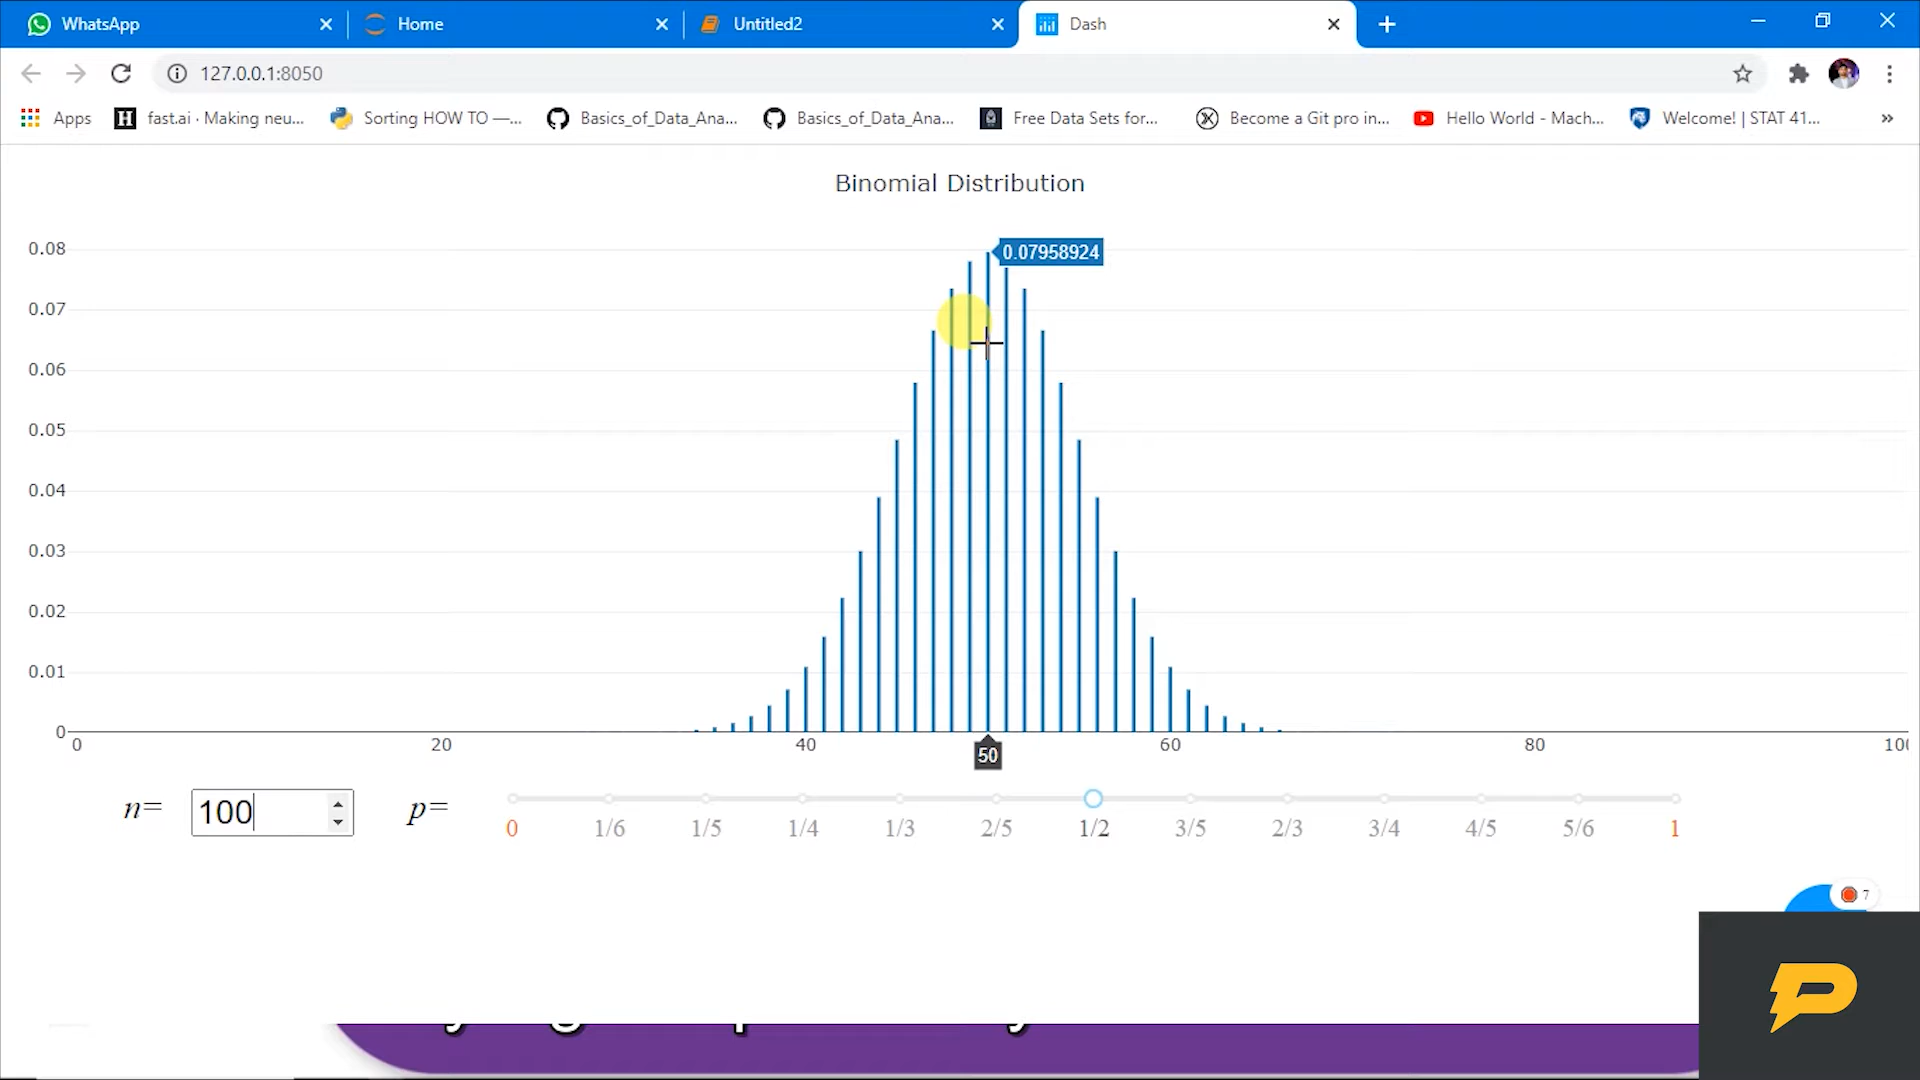 WhatsApp
Home
Untitled2
Dash
127.0.0.1:8050
Apps
fast.ai · Making neu...
Sorting HOW TO —...
Basics_of_Data_Ana...
Basics_of_Data_Ana...
Free Data Sets for...
Become a Git pro in...
Hello World - Mach...
Welcome! | STAT 41...
»
Binomial Distribution
0.08
0.07958924
0.07
0.06
0.05
0.04
0.03
0.02
0.01
0
0 20 40 50 60 80 100
n= 100 p=
0 1/6 1/5 1/4 1/3 2/5 1/2 3/5 2/3 3/4 4/5 5/6 1
7